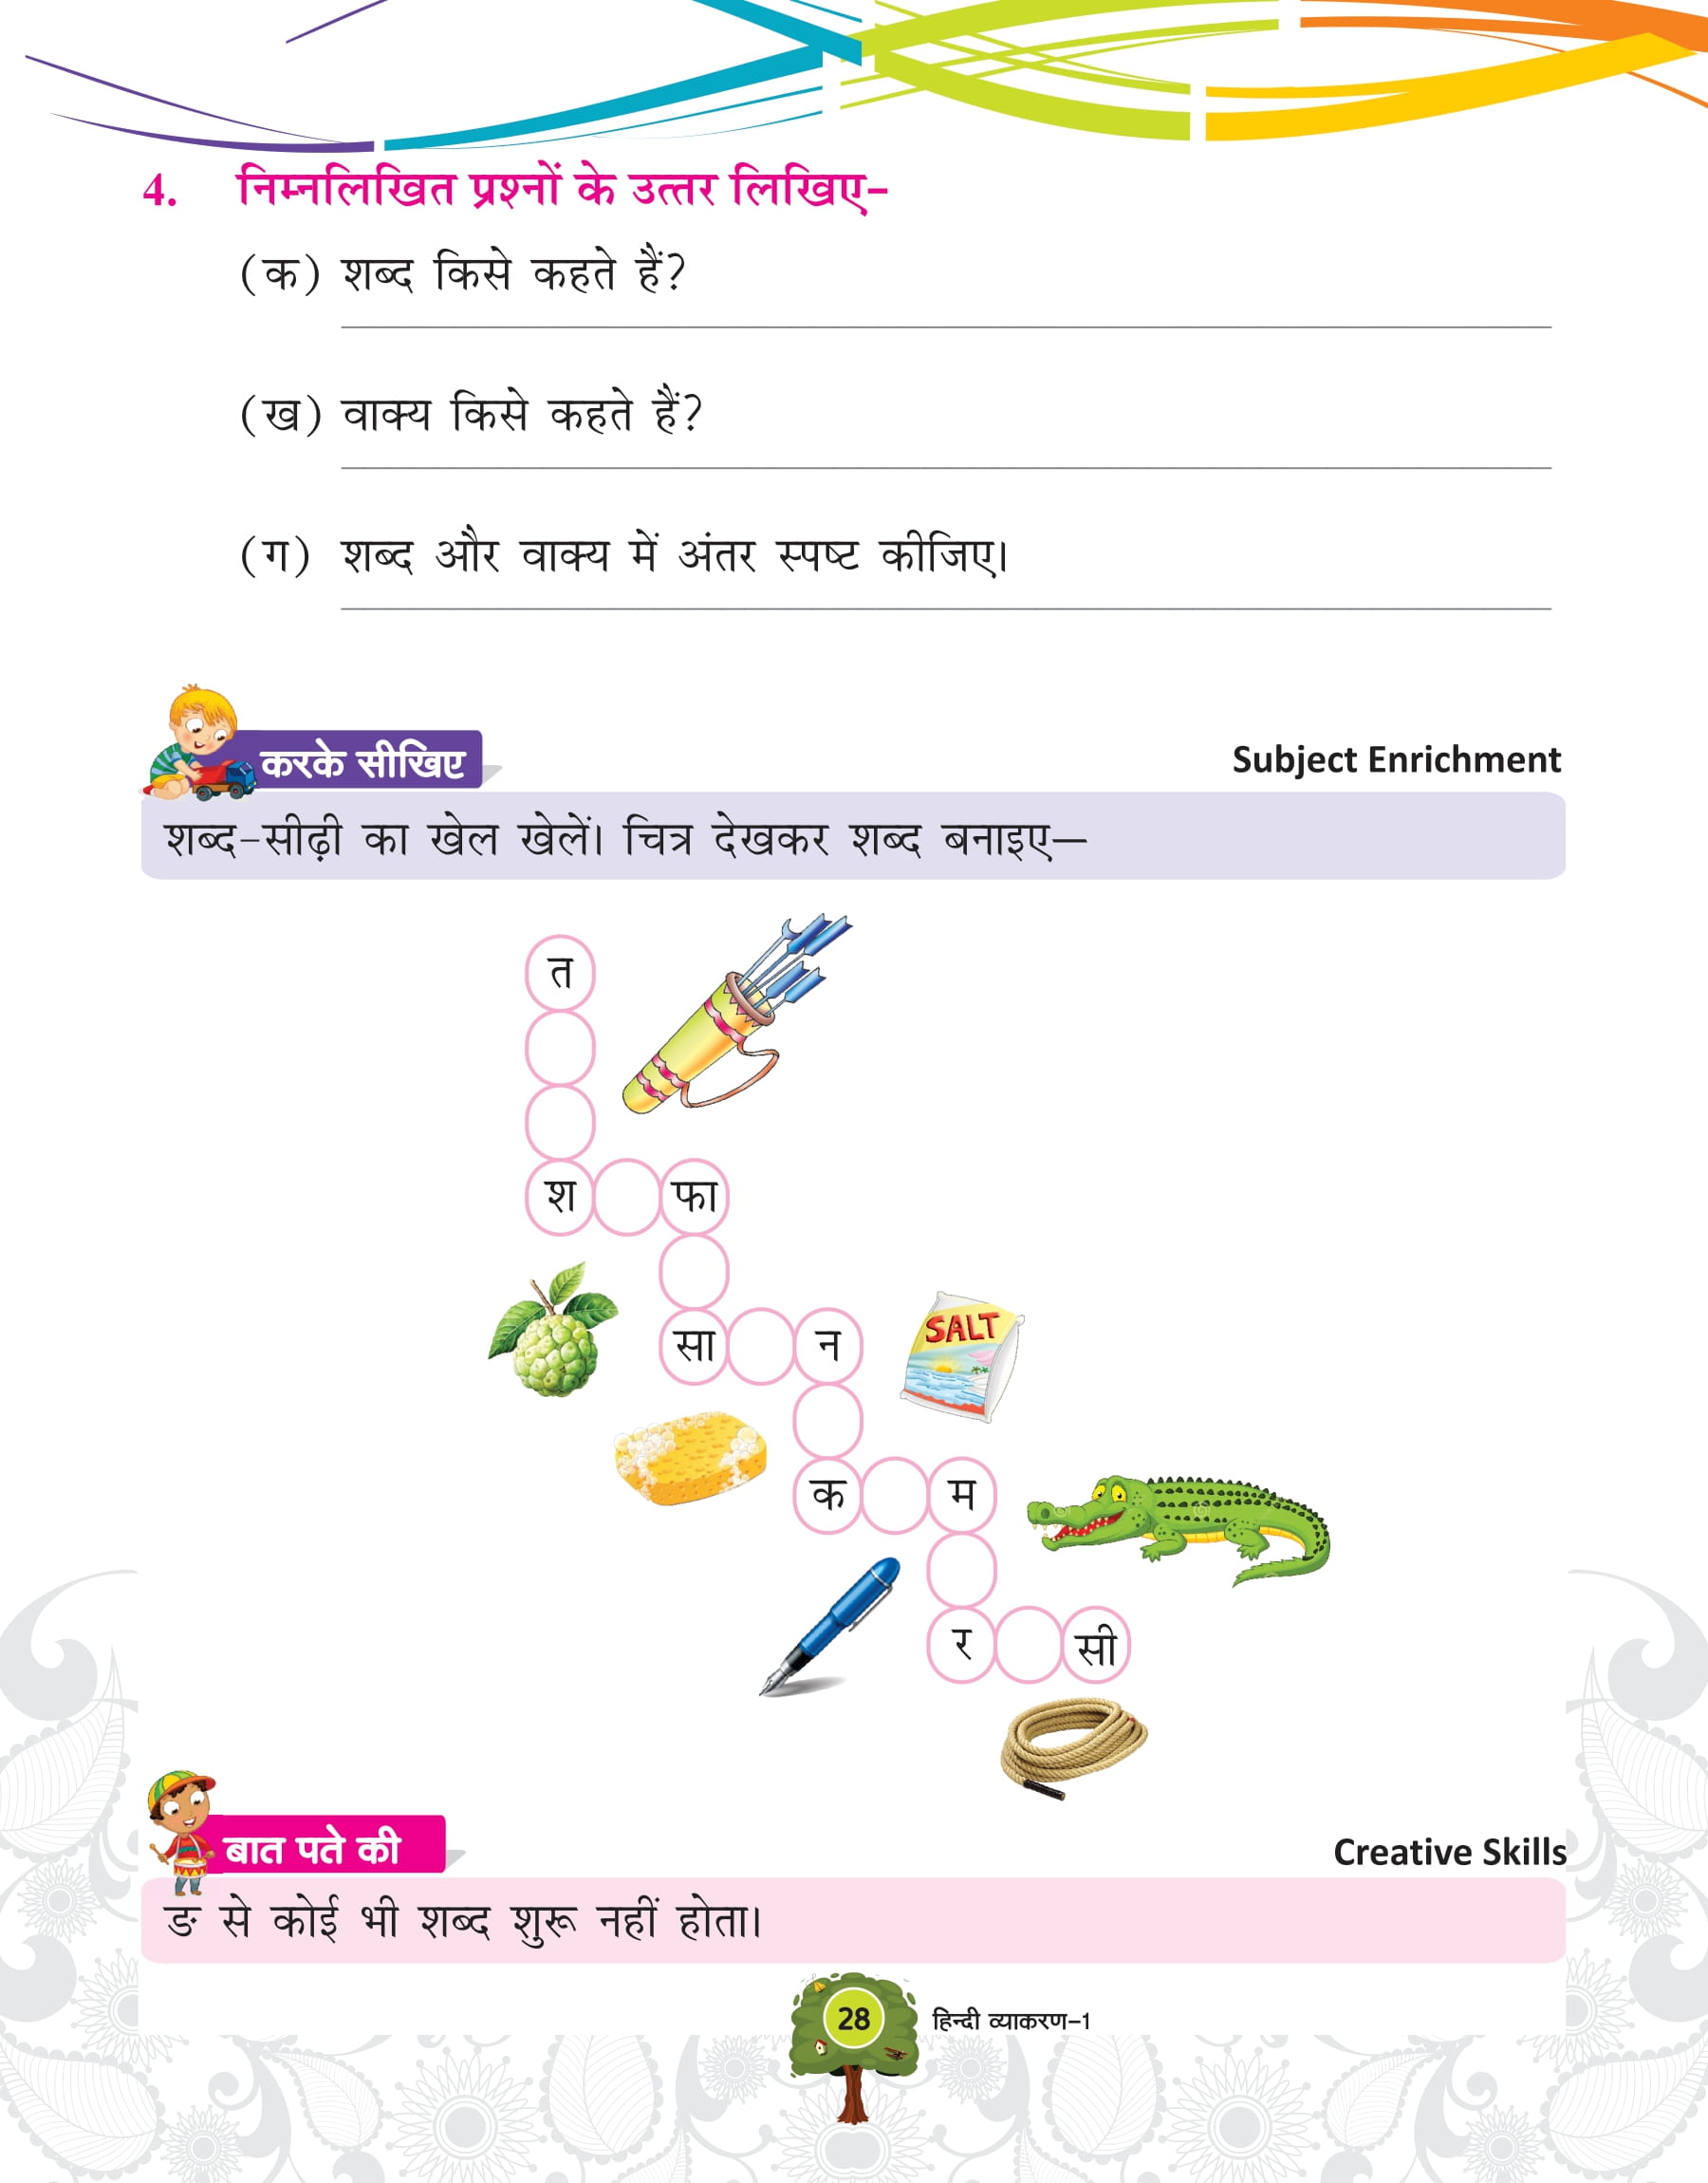 4. निम्नलिखित प्रश्नों के उत्तर लिखिए–
(क) शब्द किसे कहते हैं?
(ख) वाक्य किसे कहते हैं?
(ग) शब्द और वाक्य में अंतर स्पष्ट कीजिए।
करके सीखिए
Subject Enrichment
शब्द-सीढ़ी का खेल खेलें। चित्र देखकर शब्द बनाइए—
त
श फा
सा न
SALT
क म
र सी
बात पते की
Creative Skills
ङ से कोई भी शब्द शुरू नहीं होता।
28 हिन्दी व्याकरण-1